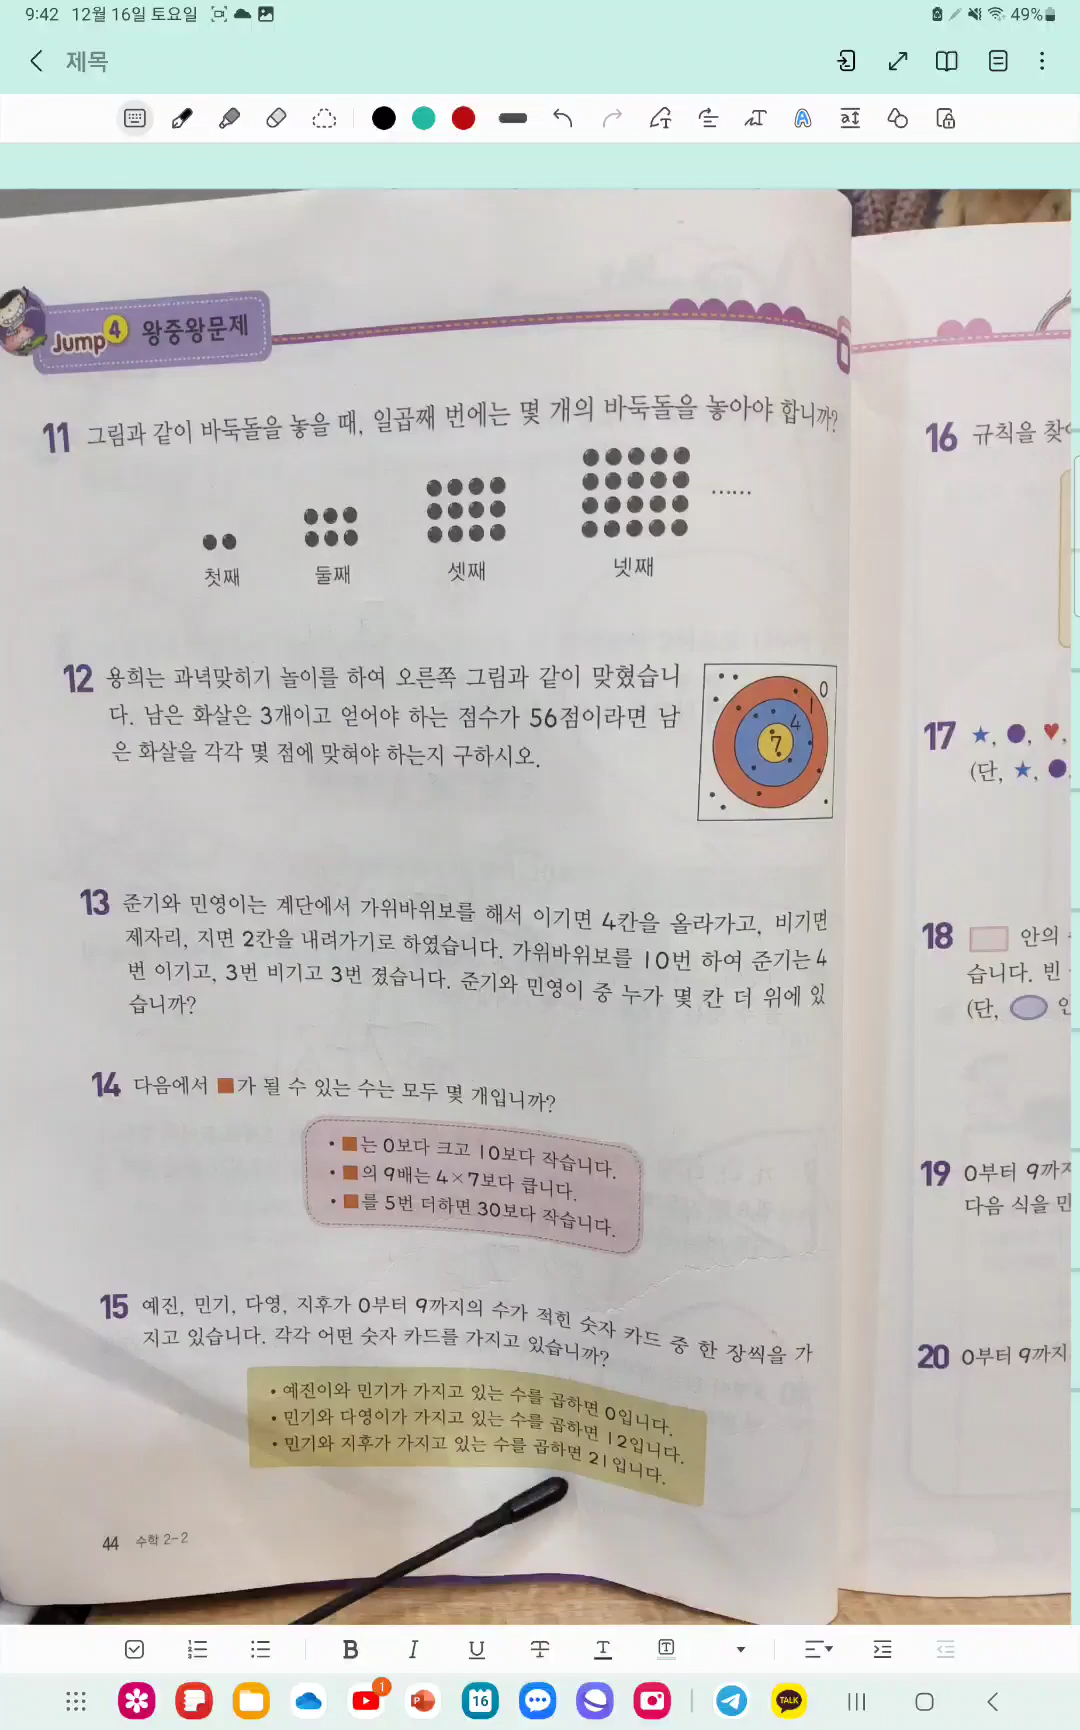 9:42 12월 16일 토요일
49%
제목
Jump 4 왕중왕문제
11 그림과 같이 바둑돌을 놓을 때, 일곱째 번에는 몇 개의 바둑돌을 놓아야 합니까?
......
첫째 둘째 셋째 넷째
12 용희는 과녁맞히기 놀이를 하여 오른쪽 그림과 같이 맞혔습니
다. 남은 화살은 3개이고 얻어야 하는 점수가 56점이라면 남
은 화살을 각각 몇 점에 맞혀야 하는지 구하시오.
0
1
4
7
13 준기와 민영이는 계단에서 가위바위보를 해서 이기면 4칸을 올라가고, 비기면
제자리, 지면 2칸을 내려가기로 하였습니다. 가위바위보를 10번 하여 준기는 4
번 이기고, 3번 비기고 3번 졌습니다. 준기와 민영이 중 누가 몇 칸 더 위에 있
습니까?
14 다음에서 ■가 될 수 있는 수는 모두 몇 개입니까?
• ■는 0보다 크고 10보다 작습니다.
• ■의 9배는 4×7보다 큽니다.
• ■를 5번 더하면 30보다 작습니다.
15 예진, 민기, 다영, 지후가 0부터 9까지의 수가 적힌 숫자 카드 중 한 장씩을 가
지고 있습니다. 각각 어떤 숫자 카드를 가지고 있습니까?
• 예진이와 민기가 가지고 있는 수를 곱하면 0입니다.
• 민기와 다영이가 가지고 있는 수를 곱하면 12입니다.
• 민기와 지후가 가지고 있는 수를 곱하면 21입니다.
44 수학 2-2
16 규칙을 찾
17 ★, ●, ♥,
(단, ★, ●
18 안의
습니다. 빈
(단,
19 0부터 9까지
다음 식을 만
20 0부터 9까지
B I U T T T
1
P
16
TALK